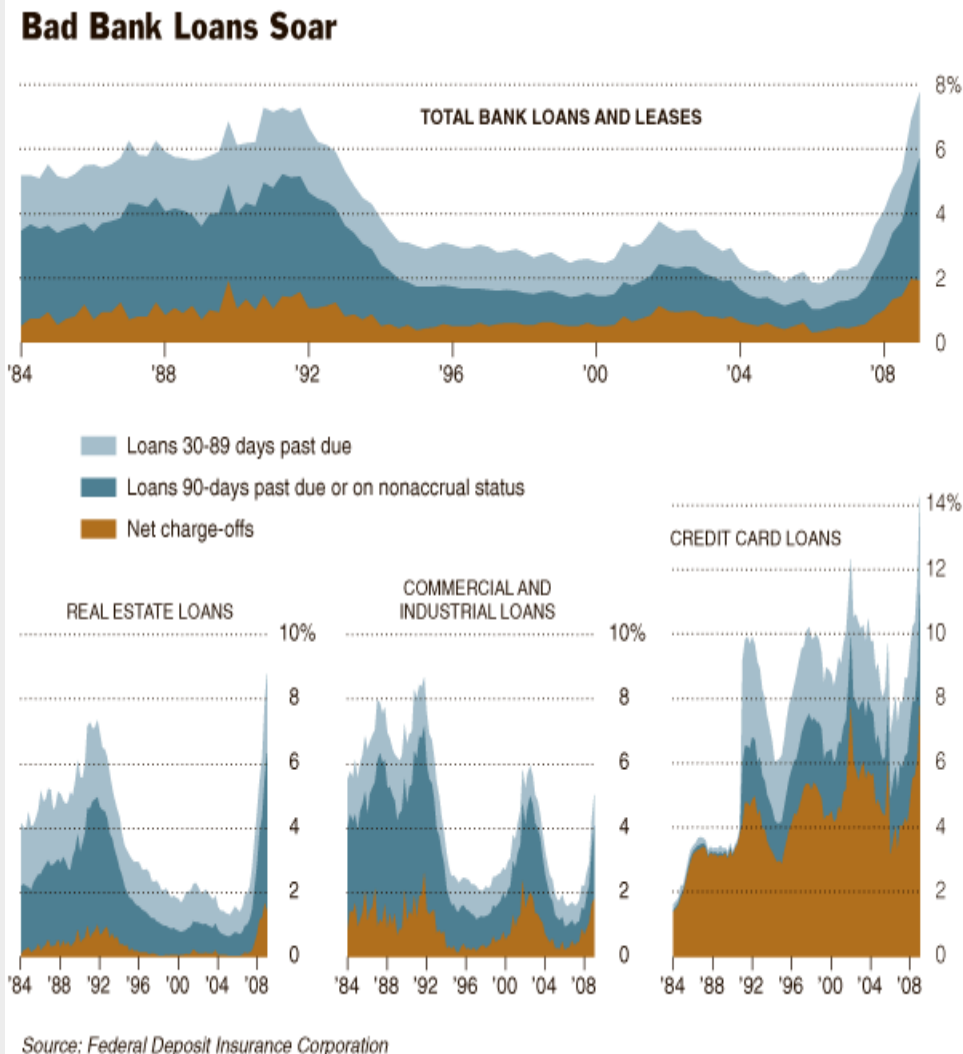 Bad Bank Loans Soar
8%
TOTAL BANK LOANS AND LEASES
6
4
2
0
'84 '88 '92 '96 '00 '04 '08
Loans 30-89 days past due
Loans 90-days past due or on nonaccrual status
Net charge-offs
REAL ESTATE LOANS
10%
8
6
4
2
0
'84 '88 '92 '96 '00 '04 '08
COMMERCIAL AND
INDUSTRIAL LOANS
10%
8
6
4
2
0
'84 '88 '92 '96 '00 '04 '08
14%
CREDIT CARD LOANS
12
10
8
6
4
2
0
'84 '88 '92 '96 '00 '04 '08
Source: Federal Deposit Insurance Corporation